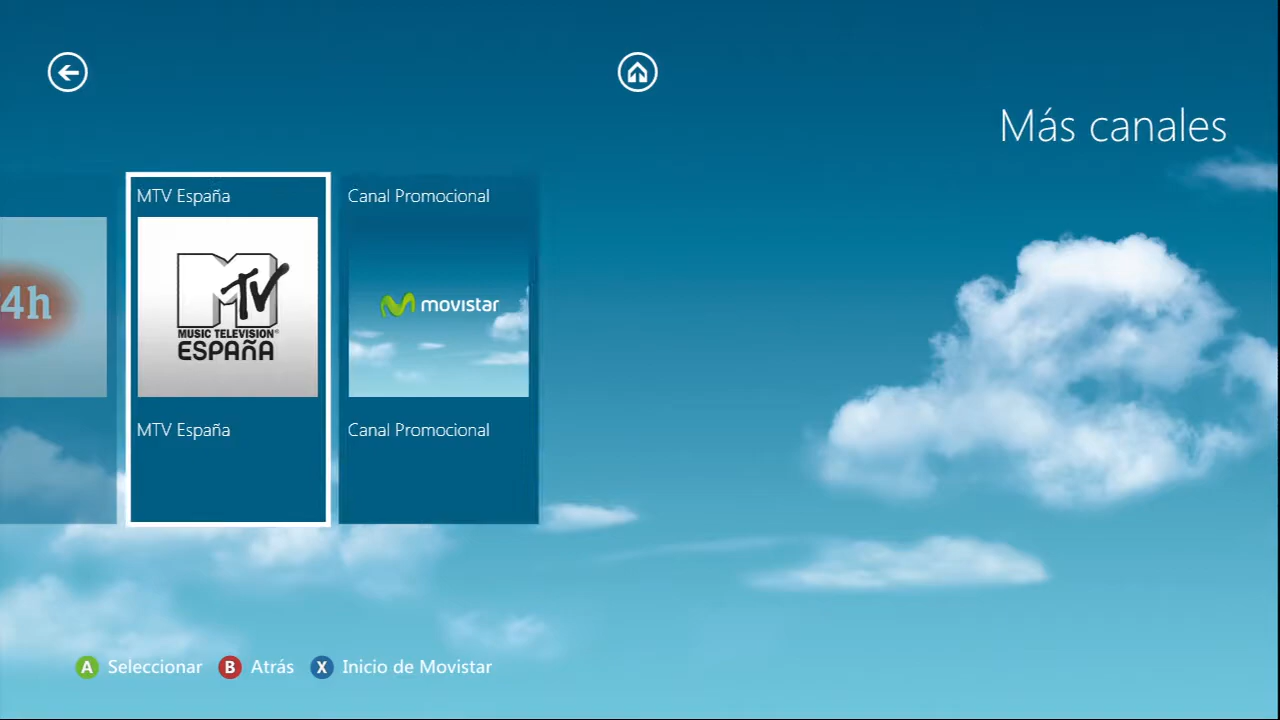 Más canales
4h
MTV España
MTV
MUSIC TELEVISION®
ESPAÑA
MTV España
Canal Promocional
movistar
Canal Promocional
A Seleccionar B Atrás X Inicio de Movistar